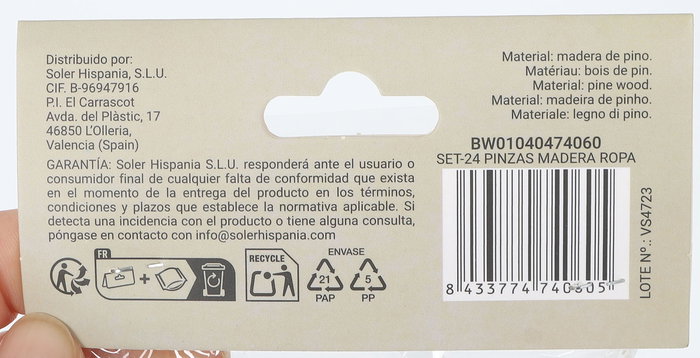 Distribuido por:
Soler Hispania, S.L.U.
CIF. B-96947916
P.I. El Carrascot
Avda. del Plàstic, 17
46850 L'Olleria,
Valencia (Spain)
GARANTÍA: Soler Hispania S.L.U. responderá ante el usuario o
consumidor final de cualquier falta de conformidad que exista
en el momento de la entrega del producto en los términos,
condiciones y plazos que establece la normativa aplicable. Si
detecta una incidencia con el producto o tiene alguna consulta,
póngase en contacto con info@solerhispania.com
FR
RECYCLE
ENVASE
21
PAP
5
PP
Material: madera de pino.
Matériau: bois de pin.
Material: pine wood.
Material: madeira de pinho.
Materiale: legno di pino.
BW01040474060
SET-24 PINZAS MADERA ROPA
8 433774 740605
LOTE Nº.: VS4723